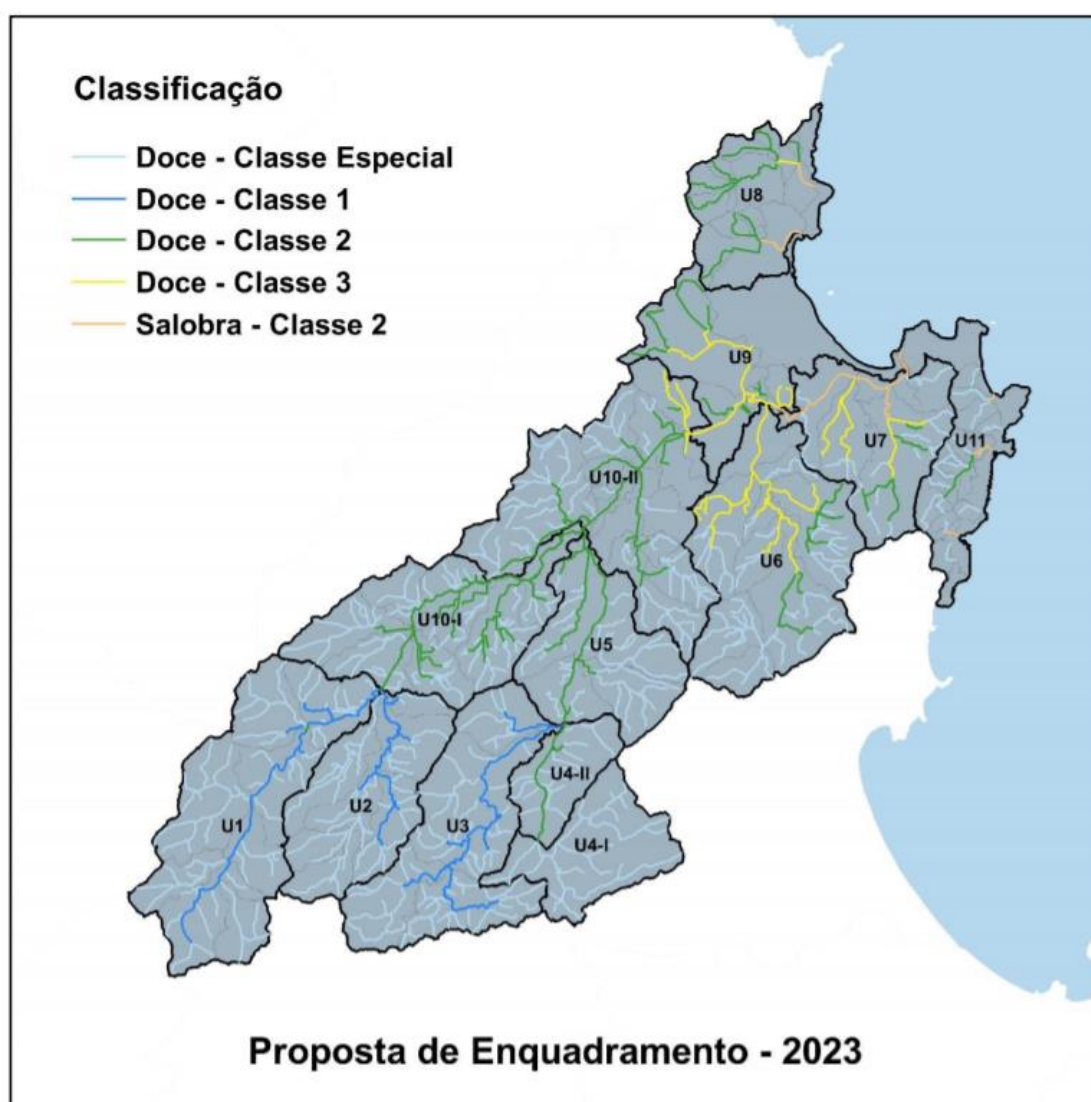 Classificação
Doce - Classe Especial
Doce - Classe 1
Doce - Classe 2
Doce - Classe 3
Salobra - Classe 2
U8
U9
U7
U11
U10-II
U6
U10-I
U5
U4-II
U2
U1
U3
U4-I
Proposta de Enquadramento - 2023